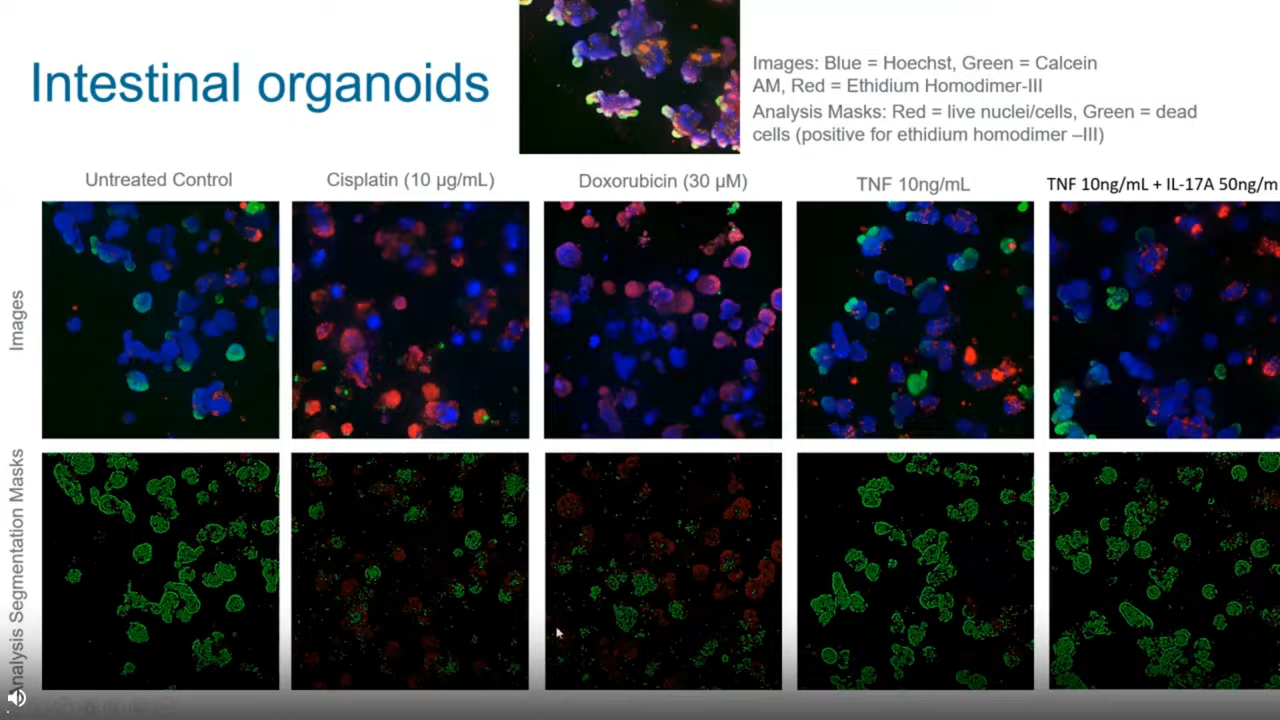 Intestinal organoids
Images: Blue = Hoechst, Green = Calcein
AM, Red = Ethidium Homodimer-III
Analysis Masks: Red = live nuclei/cells, Green = dead
cells (positive for ethidium homodimer –III)
Untreated Control
Cisplatin (10 µg/mL)
Doxorubicin (30 µM)
TNF 10ng/mL
TNF 10ng/mL + IL-17A 50ng/m
Images
Analysis Segmentation Masks